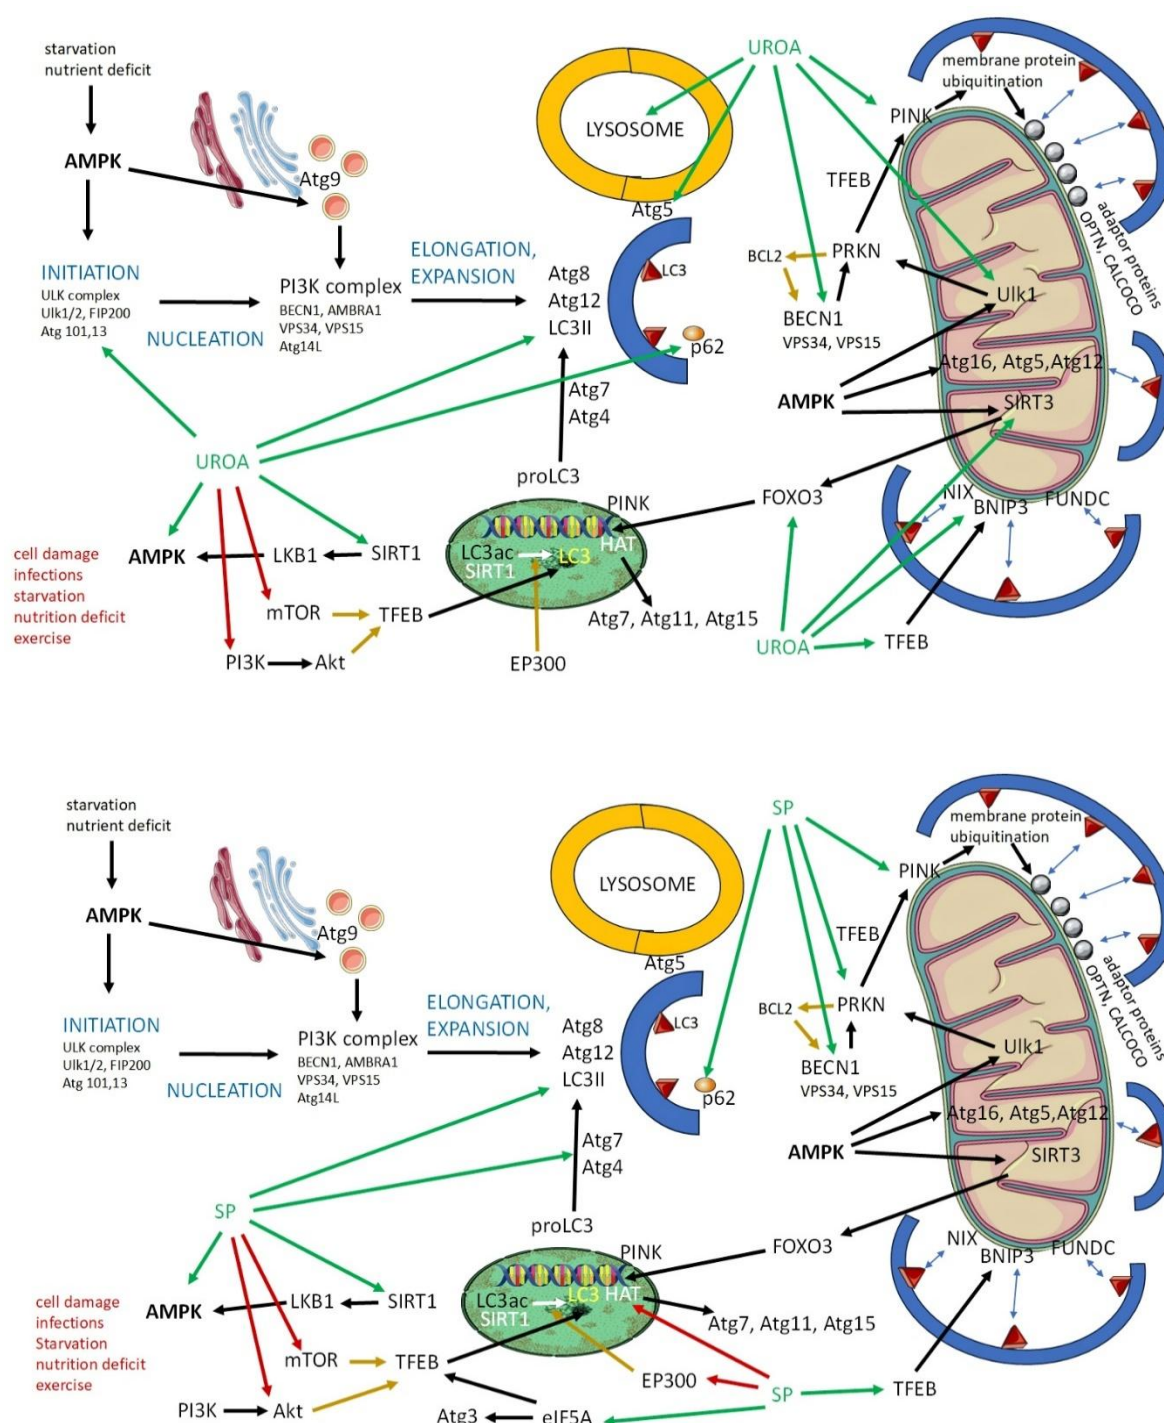 starvation
nutrient deficit
AMPK
Atg9
INITIATION
ULK complex
Ulk1/2, FIP200
Atg 101,13
NUCLEATION
PI3K complex
BECN1, AMBRA1
VPS34, VPS15
Atg14L
ELONGATION,
EXPANSION
Atg8
Atg12
LC3II
LYSOSOME
Atg5
LC3
p62
Atg7
Atg4
proLC3
UROA
UROA
PINK
membrane protein
ubiquitination
TFEB
BCL2
PRKN
BECN1
VPS34, VPS15
adaptor proteins
OPTN, CALCOCO
Ulk1
Atg16, Atg5,Atg12
AMPK
SIRT3
FOXO3
NIX
BNIP3
FUNDC
cell damage
infections
starvation
nutrition deficit
exercise
AMPK
LKB1
SIRT1
mTOR
TFEB
PI3K
Akt
PINK
HAT
LC3ac
LC3
SIRT1
Atg7, Atg11, Atg15
EP300
UROA
TFEB
starvation
nutrient deficit
AMPK
Atg9
INITIATION
ULK complex
Ulk1/2, FIP200
Atg 101,13
NUCLEATION
PI3K complex
BECN1, AMBRA1
VPS34, VPS15
Atg14L
ELONGATION,
EXPANSION
Atg8
Atg12
LC3II
LYSOSOME
Atg5
LC3
p62
Atg7
Atg4
proLC3
SP
SP
PINK
membrane protein
ubiquitination
TFEB
BCL2
PRKN
BECN1
VPS34, VPS15
adaptor proteins
OPTN, CALCOCO
Ulk1
Atg16, Atg5,Atg12
AMPK
SIRT3
FOXO3
NIX
BNIP3
FUNDC
cell damage
infections
Starvation
nutrition deficit
exercise
AMPK
LKB1
SIRT1
mTOR
TFEB
PI3K
Akt
PINK
LC3ac
LC3
HAT
SIRT1
Atg7, Atg11, Atg15
EP300
SP
TFEB
Atg3
eIF5A